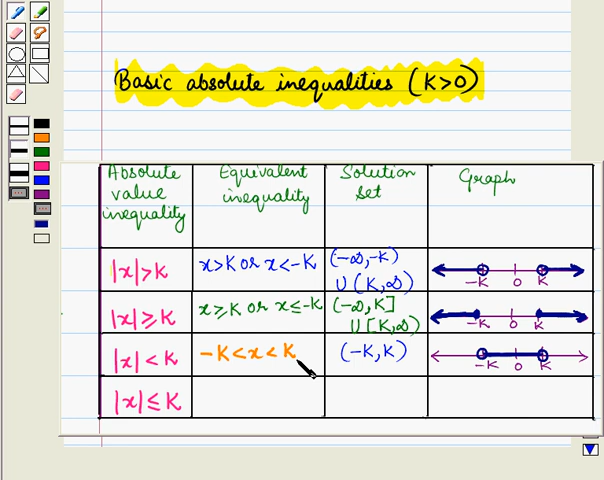 Basic absolute inequalities (K>0)
Absolute value inequality
Equivalent inequality
Solution set
Graph
|x|>K
x>K or x<-K
(-∞,-K)
∪(K,∞)
-K 0 K
|x|≥K
x≥K or x≤-K
(-∞,K]
∪[K,∞)
-K 0 K
|x|<K
-K<x<K
(-K,K)
-K 0 K
|x|≤K